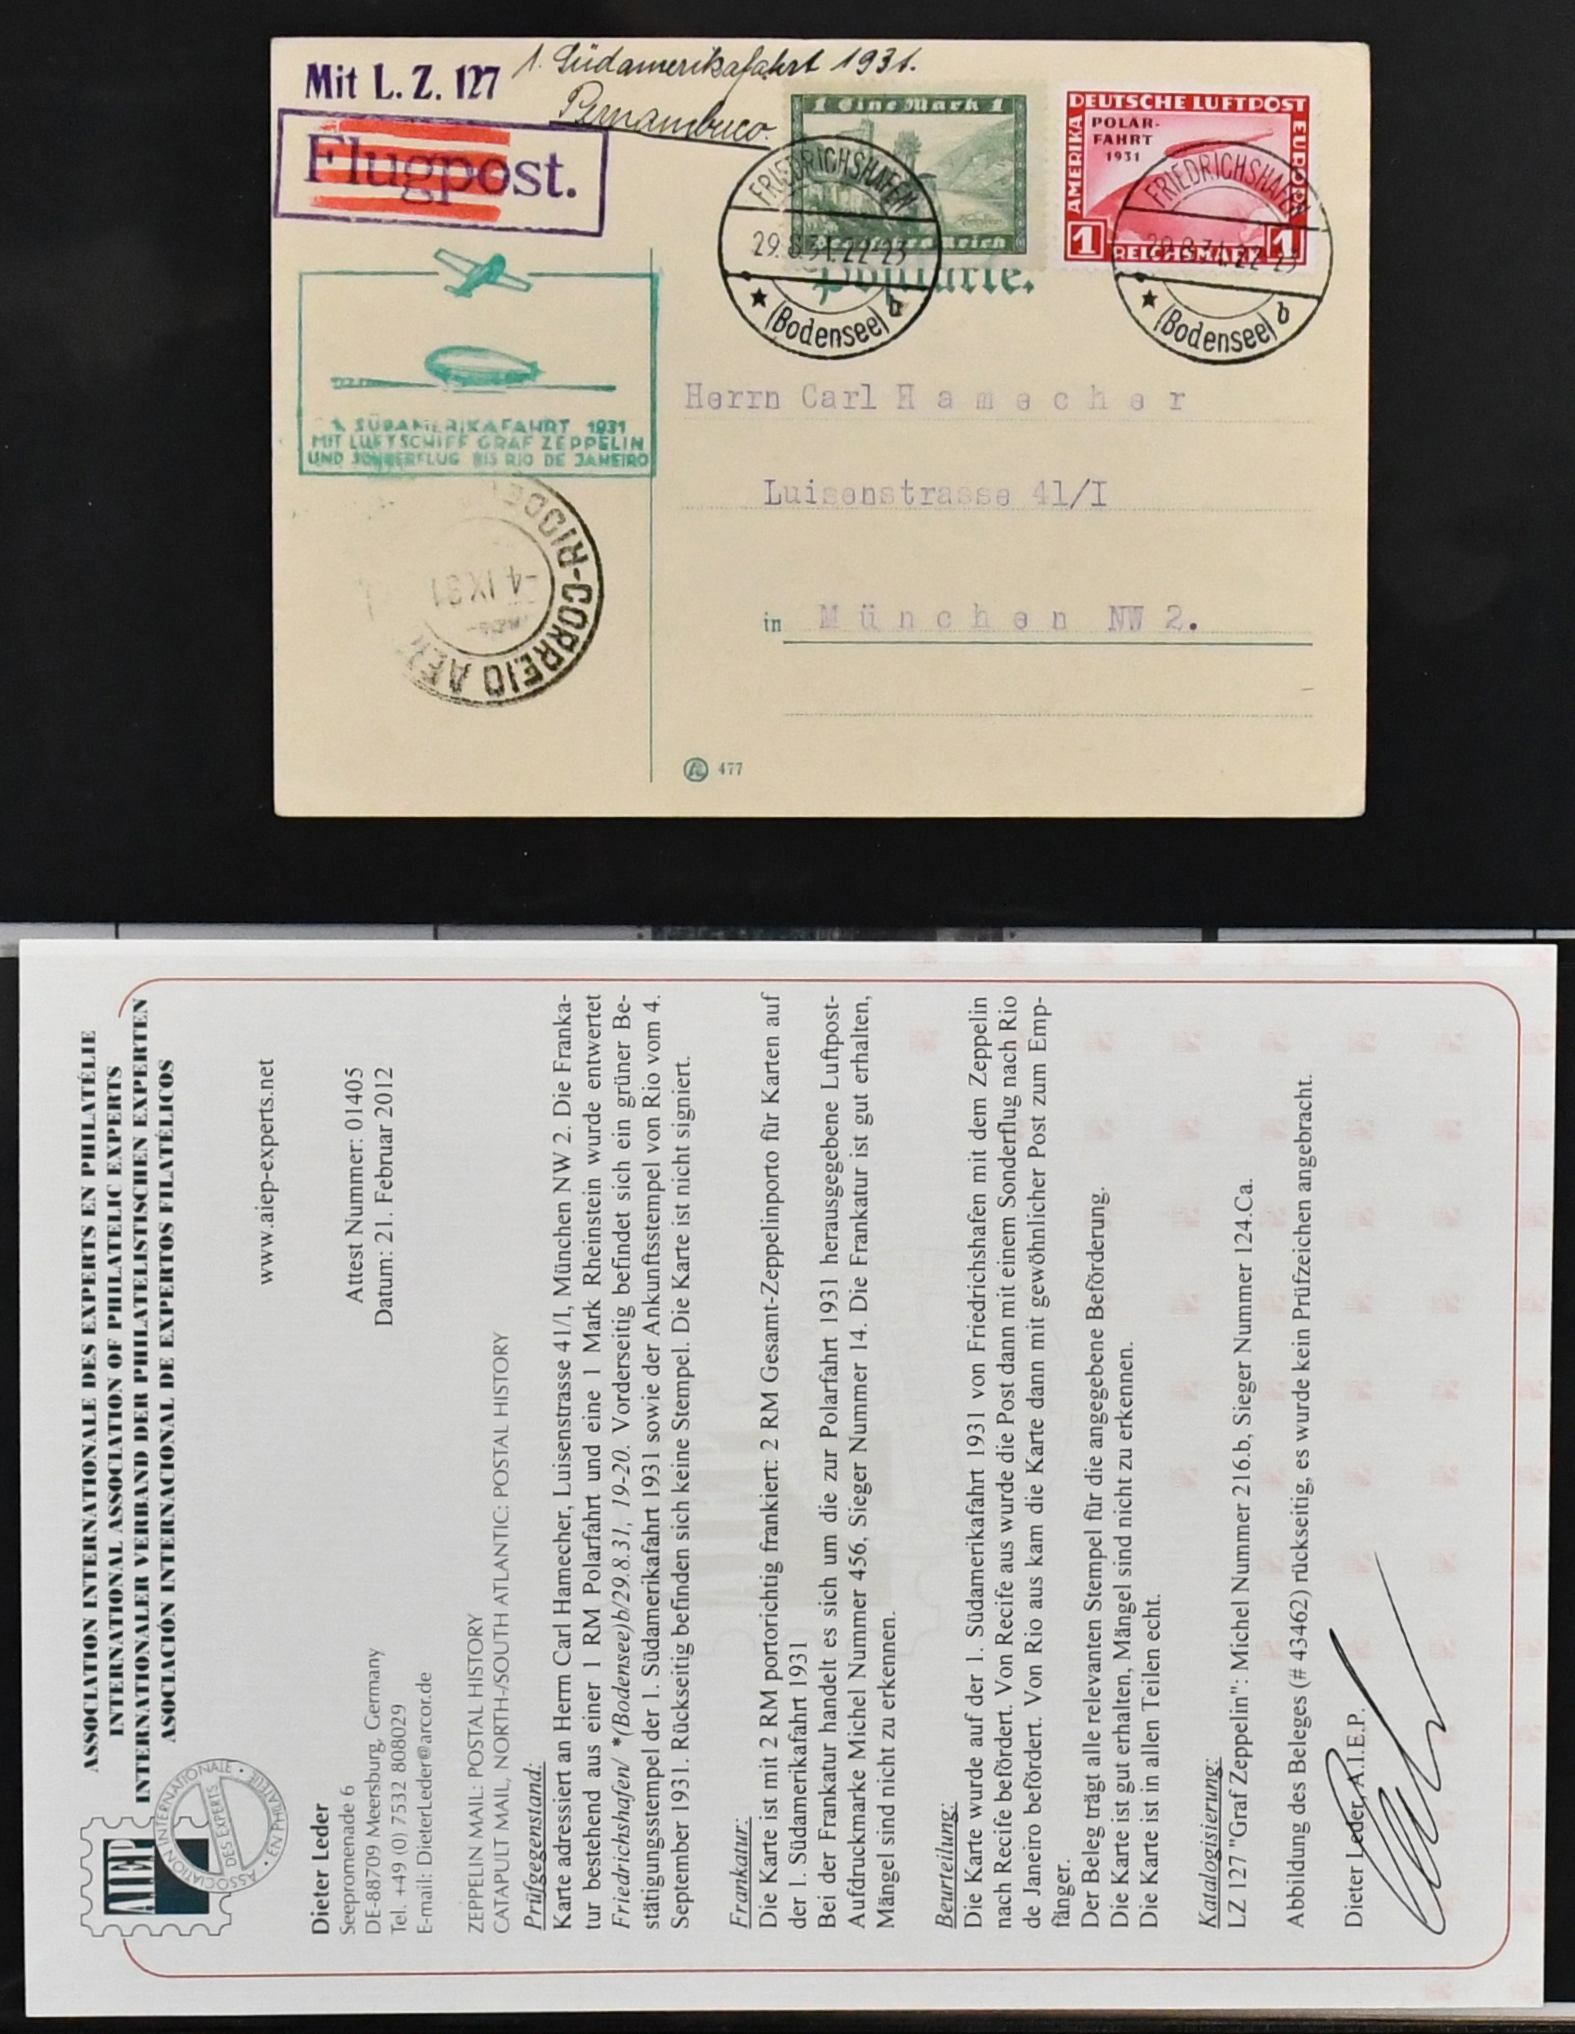 Mit L. Z. 127
1. Südamerikafahrt 1931.
Pernambuco.
Flugpost.
1 Eine Mark 1
Deutsches Reich
DEUTSCHE LUFTPOST
AMERIKA
EUROPA
POLAR-
FAHRT
1931
1 REICHSMARK 1
FRIEDRICHSHAFEN
29.8.31.22-23
(Bodensee) b
FRIEDRICHSHAFEN
29.8.31.22-23
(Bodensee) b
Postkarte.
1. SÜDAMERIKAFAHRT 1931
MIT LUFTSCHIFF GRAF ZEPPELIN
UND SONDERFLUG BIS RIO DE JANEIRO
CORREIO
-4 IX 31
Herrn Carl Hamecher
Luisenstrasse 41/I
in München NW 2.
477
ASSOCIATION INTERNATIONALE DES EXPERTS EN PHILATÉLIE
INTERNATIONAL ASSOCIATION OF PHILATELIC EXPERTS
INTERNATIONALER VERBAND DER PHILATELISTISCHEN EXPERTEN
ASOCIACIÓN INTERNACIONAL DE EXPERTOS FILATÉLICOS
AIEP
ASSOCIATION INTERNATIONALE
DES EXPERTS
EN PHILATÉLIE
www.aiep-experts.net
Dieter Leder
Seepromenade 6
DE-88709 Meersburg, Germany
Tel. +49 (0) 7532 808029
E-mail: DieterLeder@arcor.de
Attest Nummer: 01405
Datum: 21. Februar 2012
ZEPPELIN MAIL: POSTAL HISTORY
CATAPULT MAIL, NORTH-/SOUTH ATLANTIC: POSTAL HISTORY
Prüfgegenstand:
Karte adressiert an Herrn Carl Hamecher, Luisenstrasse 41/I, München NW 2. Die Franka-
tur bestehend aus einer 1 RM Polarfahrt und eine 1 Mark Rheinstein wurde entwertet
Friedrichshafen/ *(Bodensee)b/29.8.31, 19-20. Vorderseitig befindet sich ein grüner Be-
stätigungsstempel der 1. Südamerikafahrt 1931 sowie der Ankunftsstempel von Rio vom 4.
September 1931. Rückseitig befinden sich keine Stempel. Die Karte ist nicht signiert.
Frankatur:
Die Karte ist mit 2 RM portorichtig frankiert: 2 RM Gesamt-Zeppelinporto für Karten auf
der 1. Südamerikafahrt 1931
Bei der Frankatur handelt es sich um die zur Polarfahrt 1931 herausgegebene Luftpost-
Aufdruckmarke Michel Nummer 456, Sieger Nummer 14. Die Frankatur ist gut erhalten,
Mängel sind nicht zu erkennen.
Beurteilung:
Die Karte wurde auf der 1. Südamerikafahrt 1931 von Friedrichshafen mit dem Zeppelin
nach Recife befördert. Von Recife aus wurde die Post dann mit einem Sonderflug nach Rio
de Janeiro befördert. Von Rio aus kam die Karte dann mit gewöhnlicher Post zum Emp-
fänger.
Der Beleg trägt alle relevanten Stempel für die angegebene Beförderung.
Die Karte ist gut erhalten, Mängel sind nicht zu erkennen.
Die Karte ist in allen Teilen echt.
Katalogisierung:
LZ 127 "Graf Zeppelin": Michel Nummer 216.b, Sieger Nummer 124.Ca.
Abbildung des Beleges (# 43462) rückseitig, es wurde kein Prüfzeichen angebracht.
Dieter Leder, A.I.E.P.